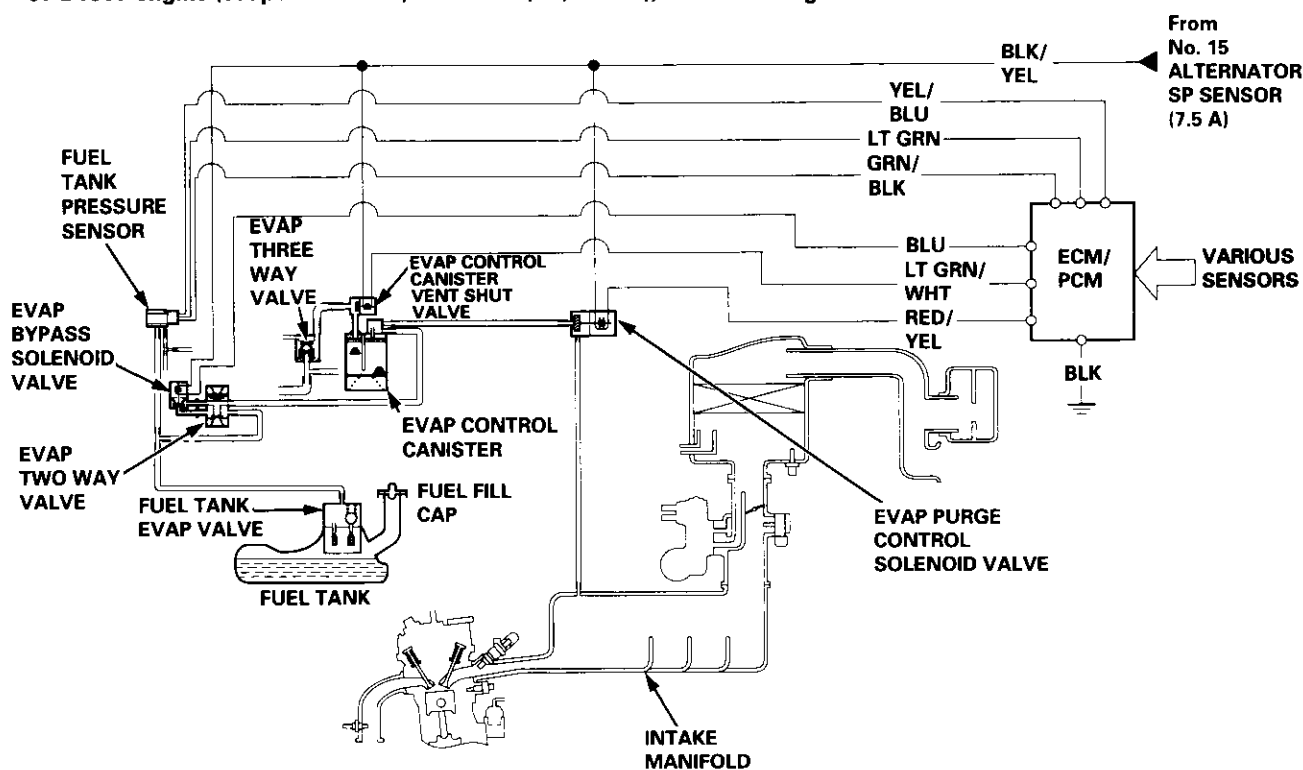 From
No. 15
ALTERNATOR
SP SENSOR
(7.5 A)
BLK/
YEL
YEL/
BLU
LT GRN
GRN/
BLK
FUEL
TANK
PRESSURE
SENSOR
EVAP
THREE
WAY
VALVE
EVAP CONTROL
CANISTER
VENT SHUT
VALVE
BLU
LT GRN/
WHT
RED/
YEL
ECM/
PCM
VARIOUS
SENSORS
BLK
EVAP
BYPASS
SOLENOID
VALVE
EVAP CONTROL
CANISTER
EVAP
TWO WAY
VALVE
FUEL TANK
EVAP VALVE
FUEL FILL
CAP
EVAP PURGE
CONTROL
SOLENOID VALVE
FUEL TANK
INTAKE
MANIFOLD